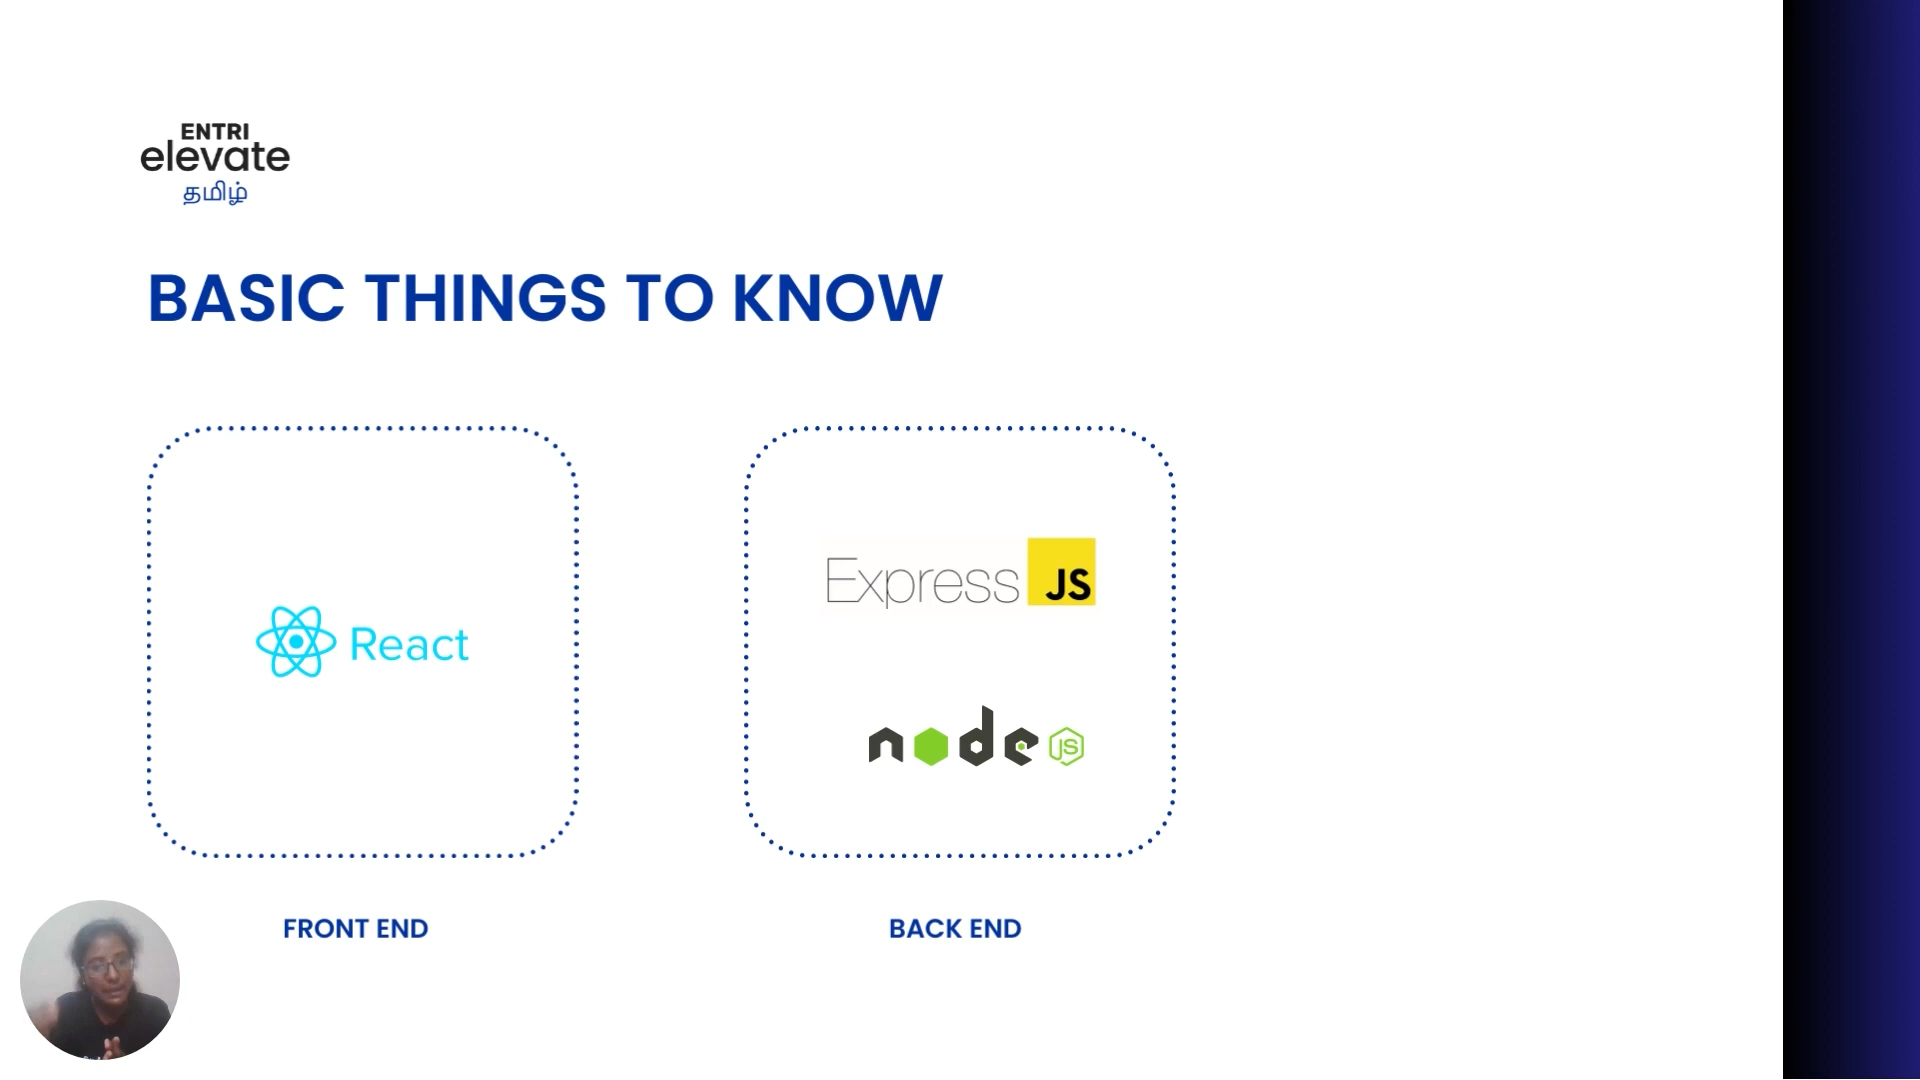 ENTRI
elevate
தமிழ்
BASIC THINGS TO KNOW
React
Express JS
node JS
FRONT END
BACK END